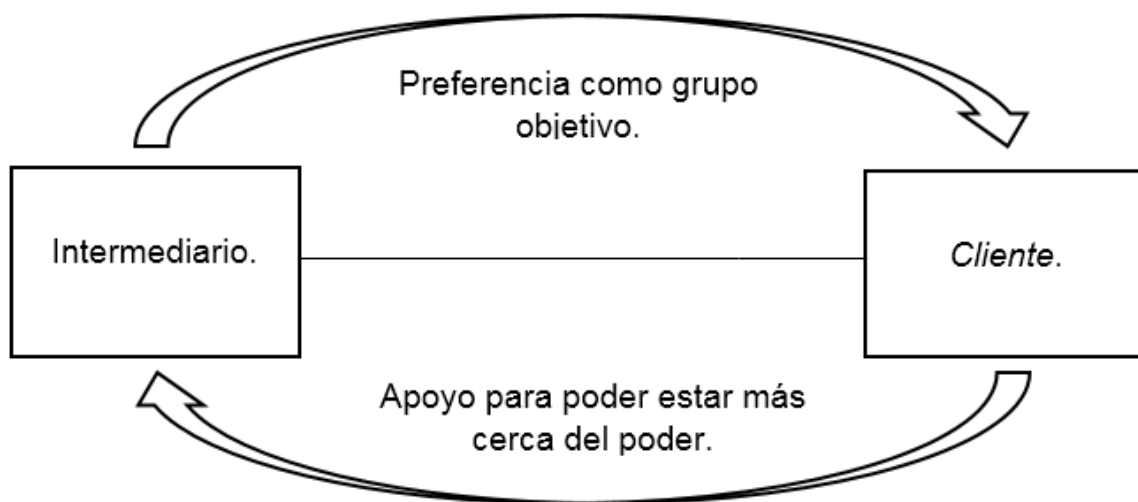 Preferencia como grupo
objetivo.
Intermediario.
Cliente.
Apoyo para poder estar más
cerca del poder.